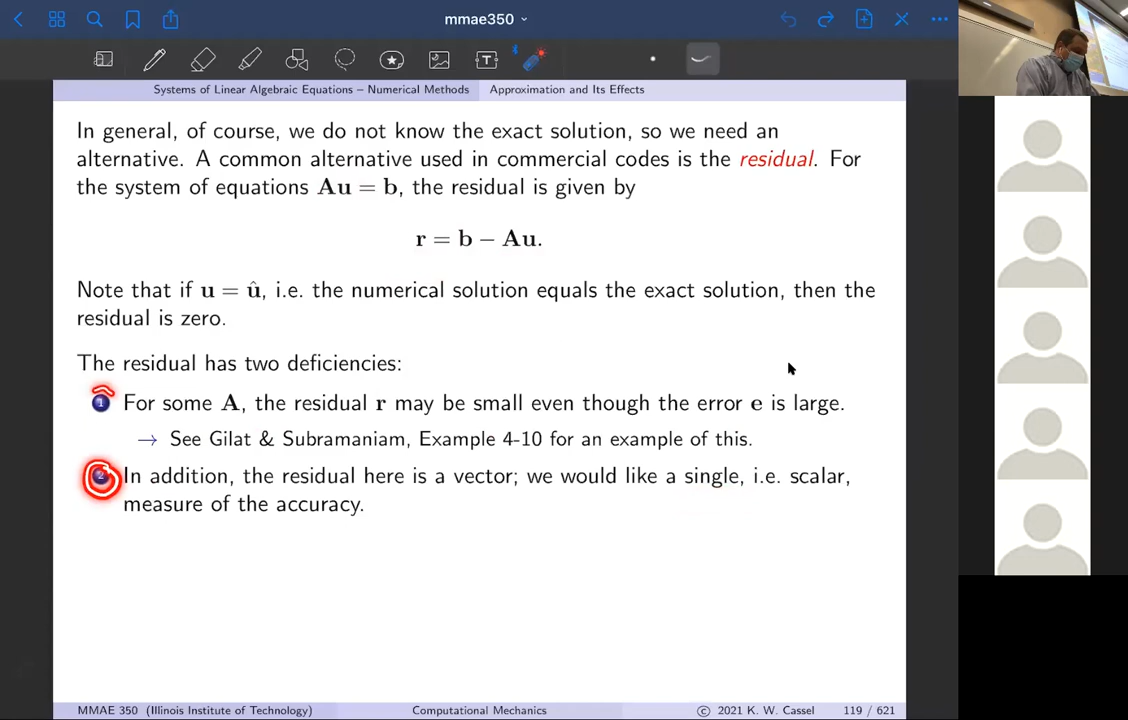 mmae350
Systems of Linear Algebraic Equations – Numerical Methods Approximation and Its Effects
In general, of course, we do not know the exact solution, so we need an
alternative. A common alternative used in commercial codes is the residual. For
the system of equations Au = b, the residual is given by
r = b − Au.
Note that if u = û, i.e. the numerical solution equals the exact solution, then the
residual is zero.
The residual has two deficiencies:
1 For some A, the residual r may be small even though the error e is large.
→ See Gilat & Subramaniam, Example 4-10 for an example of this.
2 In addition, the residual here is a vector; we would like a single, i.e. scalar,
measure of the accuracy.
MMAE 350 (Illinois Institute of Technology) Computational Mechanics © 2021 K. W. Cassel 119 / 621